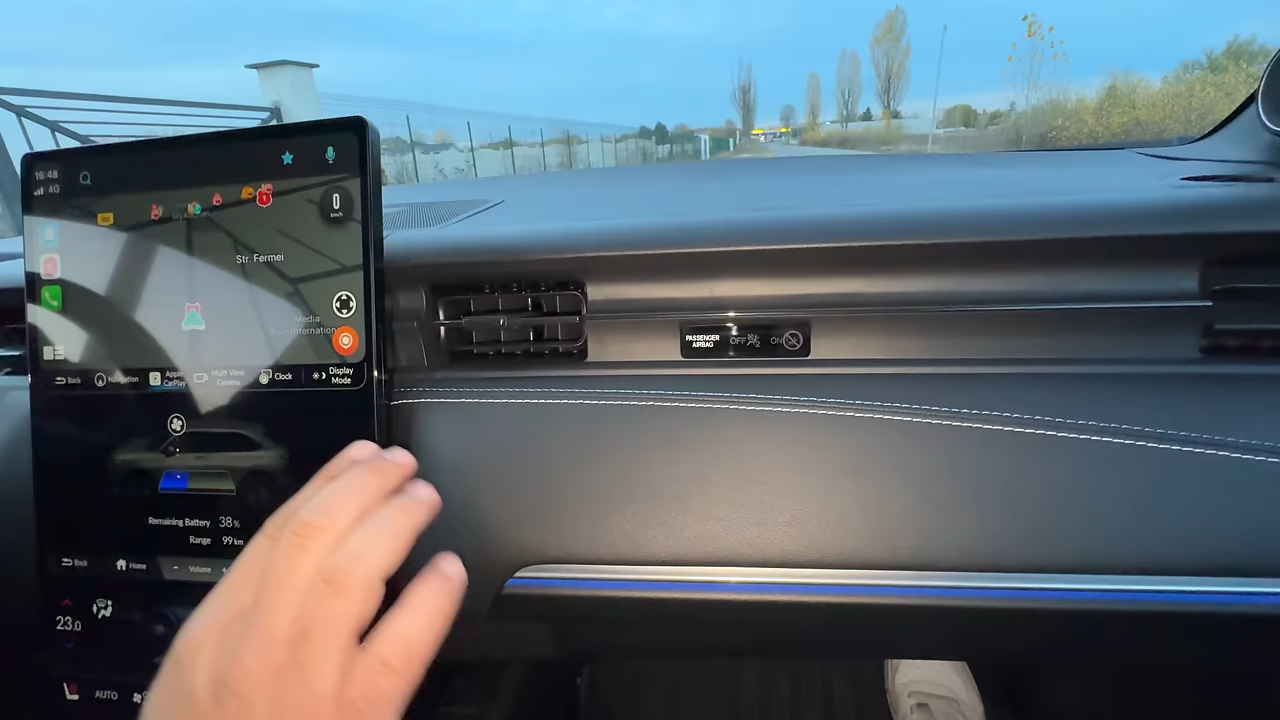 16:48
4G
0
km/h
Str. Fermei
Media
Back
Navigation
Apple
CarPlay
Multi View
Camera
Clock
Display
Mode
Remaining Battery 38%
Range 99 km
Back
Home
- Volume +
23.0
AUTO
PASSENGER
AIRBAG
OFF
2
ON